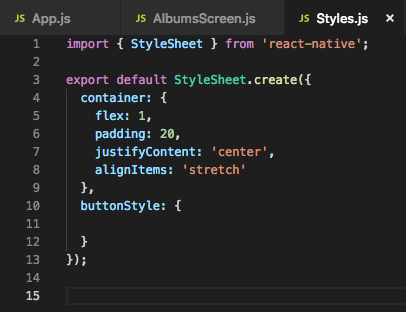 JS App.js JS AlbumsScreen.js JS Styles.js ×
1 import { StyleSheet } from 'react-native';
2
3 export default StyleSheet.create({
4   container: {
5     flex: 1,
6     padding: 20,
7     justifyContent: 'center',
8     alignItems: 'stretch'
9   },
10   buttonStyle: {
11
12   }
13 });
14
15